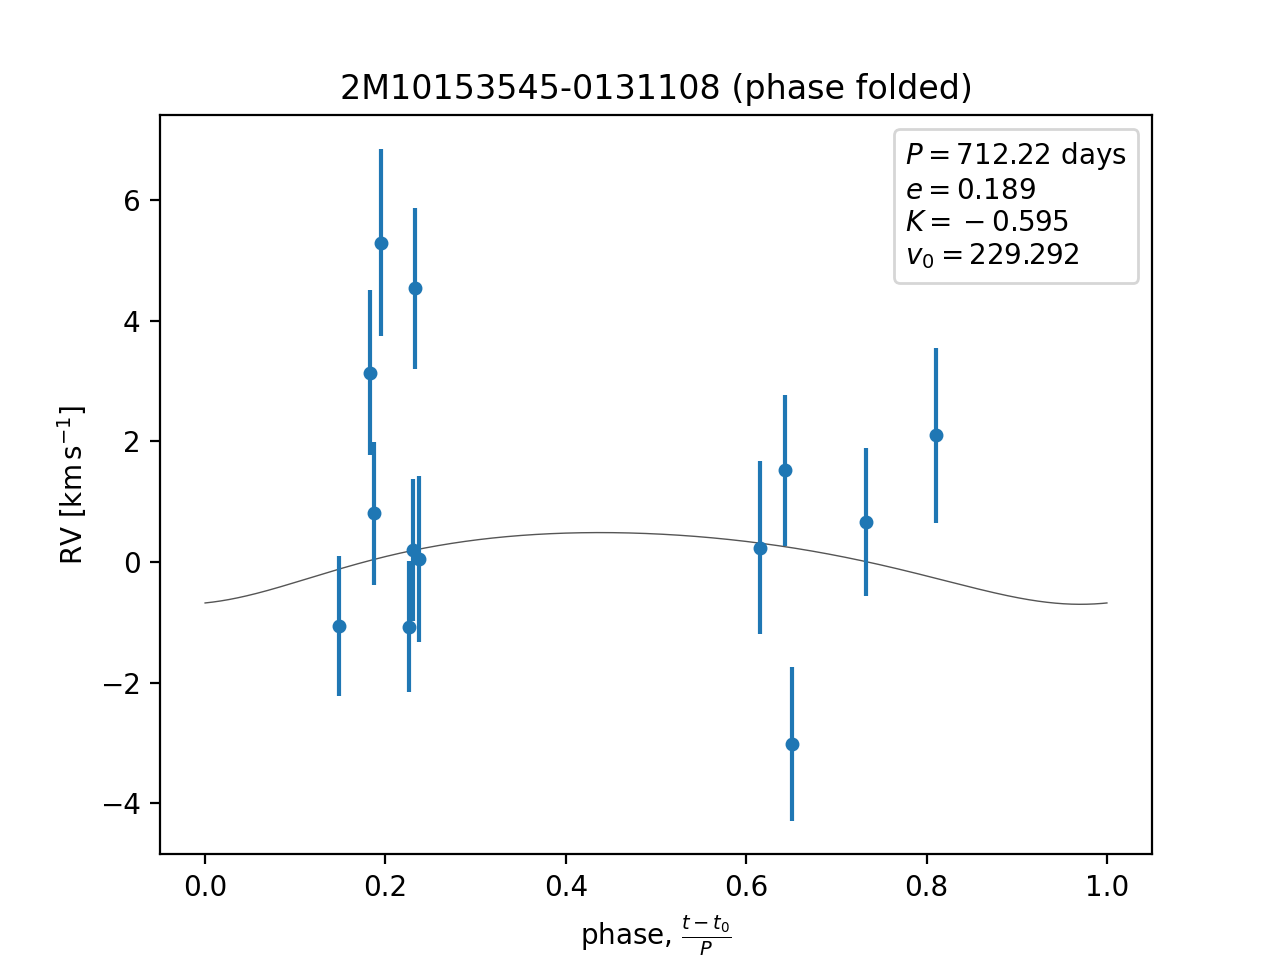 2M10153545-0131108 (phase folded)
P = 712.22 days
e = 0.189
K = −0.595
v₀ = 229.292
6
4
2
0
−2
−4
RV [km s⁻¹]
0.0 0.2 0.4 0.6 0.8 1.0
phase, (t − t₀)/P